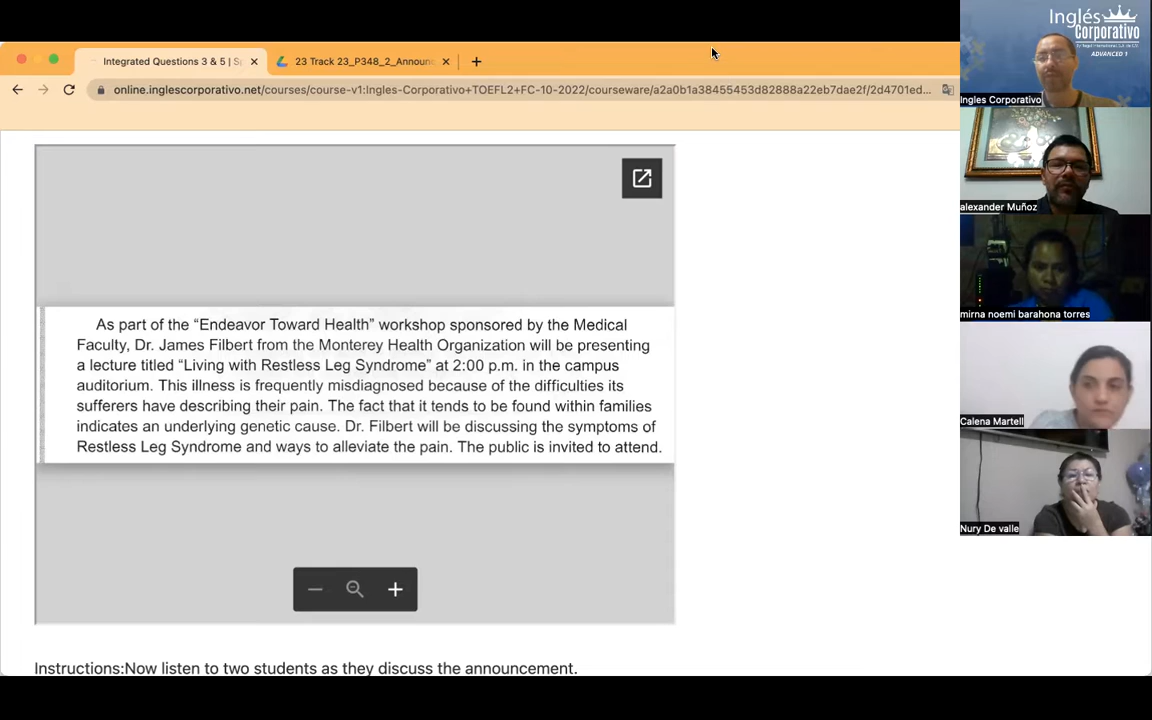 Integrated Questions 3 & 5 | S
23 Track 23_P348_2_Announc
online.inglescorporativo.net/courses/course-v1:Ingles-Corporativo+TOEFL2+FC-10-2022/courseware/a2a0b1a38455453d82888a22eb7dae2f/2d4701ed...
As part of the “Endeavor Toward Health” workshop sponsored by the Medical
Faculty, Dr. James Filbert from the Monterey Health Organization will be presenting
a lecture titled “Living with Restless Leg Syndrome” at 2:00 p.m. in the campus
auditorium. This illness is frequently misdiagnosed because of the difficulties its
sufferers have describing their pain. The fact that it tends to be found within families
indicates an underlying genetic cause. Dr. Filbert will be discussing the symptoms of
Restless Leg Syndrome and ways to alleviate the pain. The public is invited to attend.
Instructions:Now listen to two students as they discuss the announcement.
Inglés
Corporativo
ADVANCED 1
Ingles Corporativo
alexander Muñoz
mirna noemi barahona torres
Calena Martell
Nury De valle